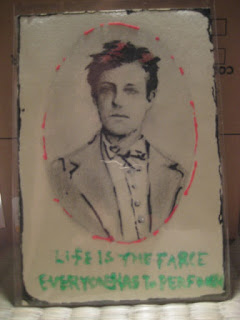 LIFE IS THE FARCE
EVERYONE HAS TO PERFORM